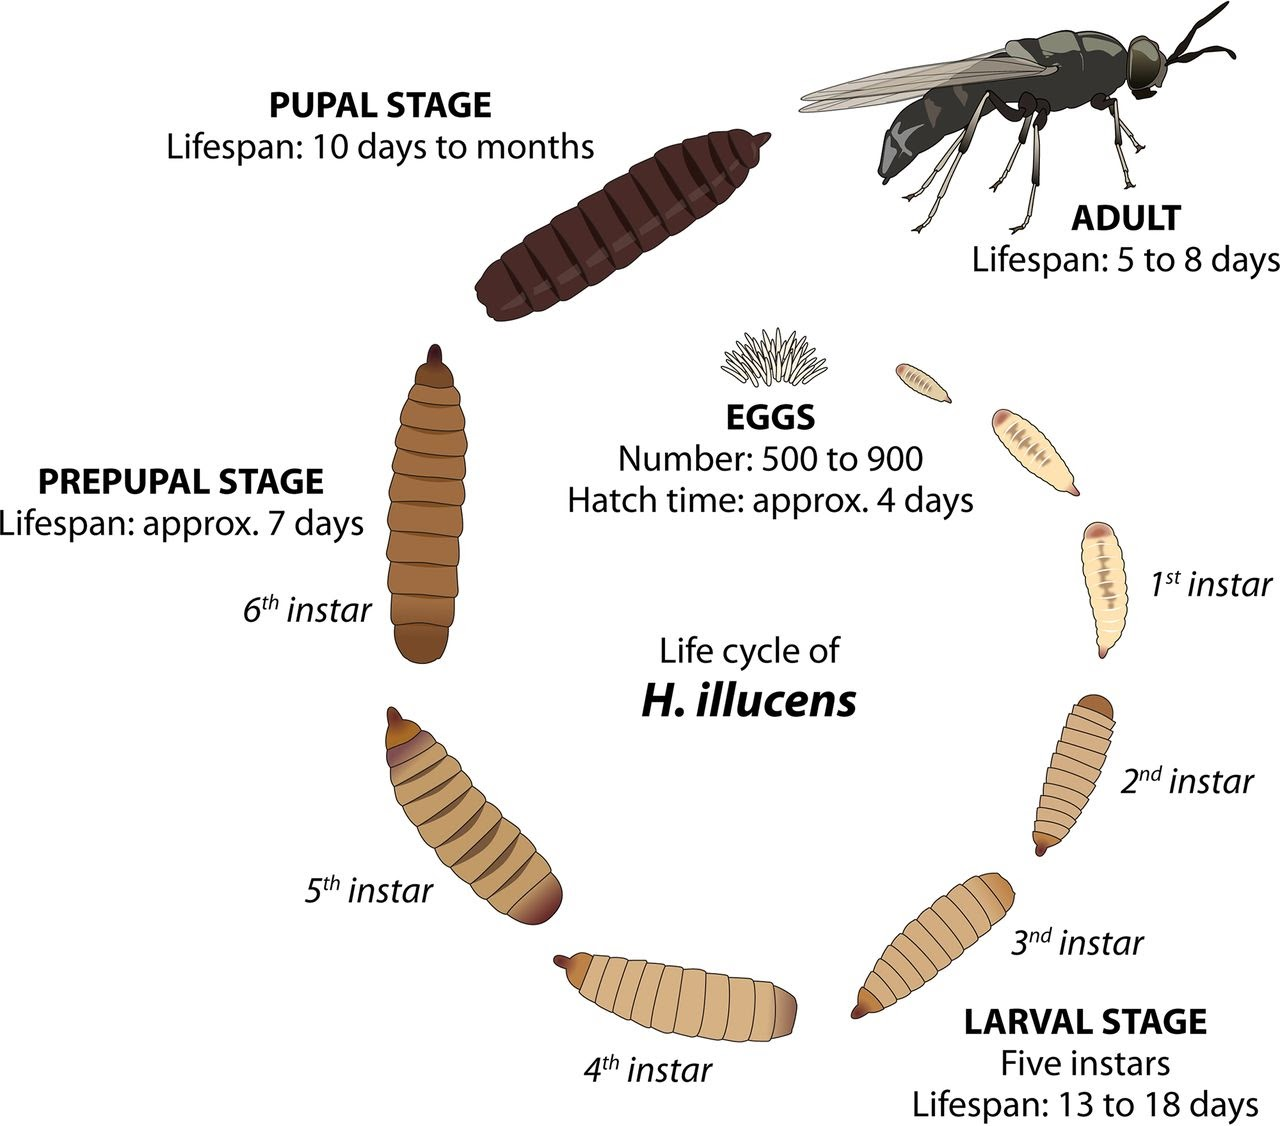 PUPAL STAGE
Lifespan: 10 days to months
ADULT
Lifespan: 5 to 8 days
EGGS
Number: 500 to 900
Hatch time: approx. 4 days
PREPUPAL STAGE
Lifespan: approx. 7 days
6th instar
1st instar
Life cycle of
H. illucens
2nd instar
5th instar
3nd instar
4th instar
LARVAL STAGE
Five instars
Lifespan: 13 to 18 days